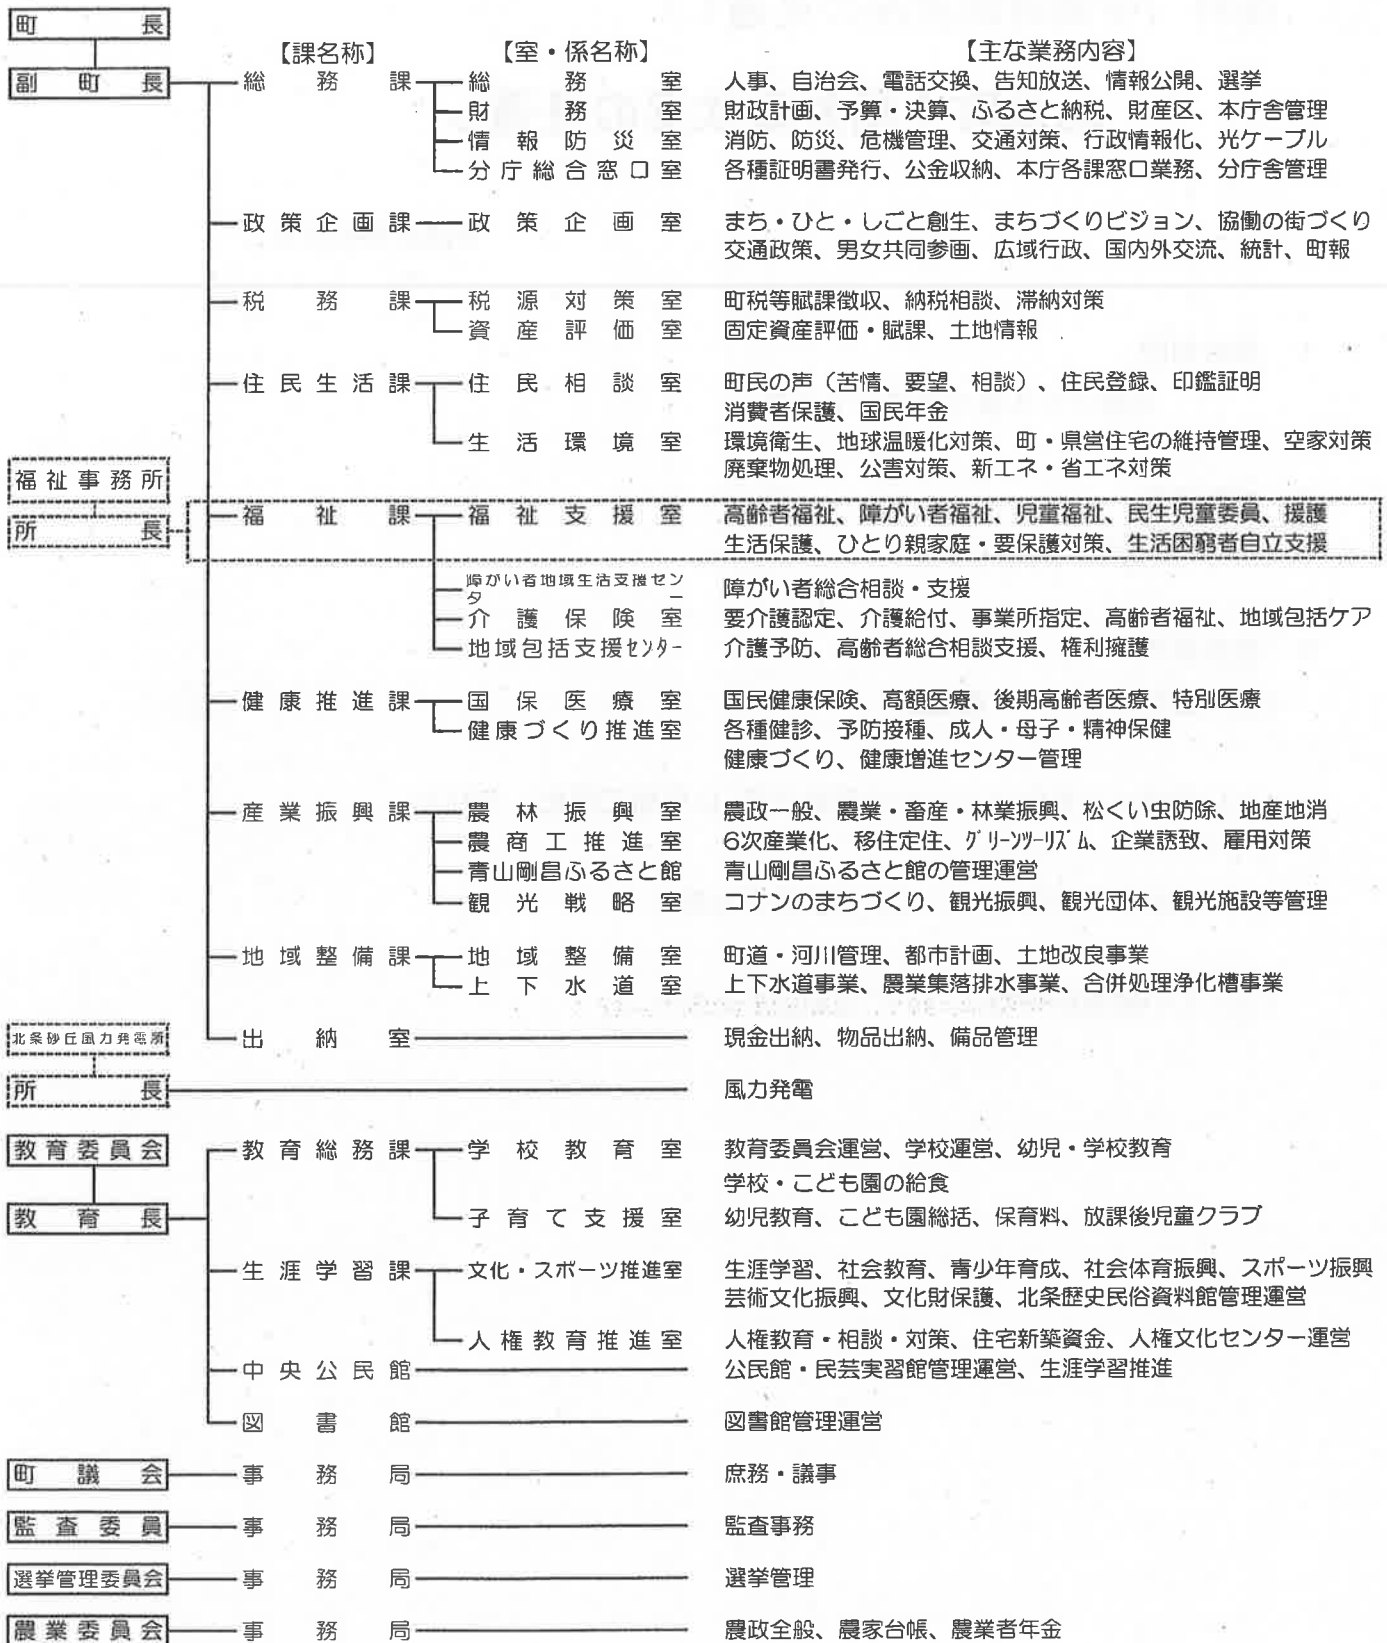 町長
【課名称】 【室・係名称】 【主な業務内容】
副町長 総務課 総務室 人事、自治会、電話交換、告知放送、情報公開、選挙
財務室 財政計画、予算・決算、ふるさと納税、財産区、本庁舎管理
情報防災室 消防、防災、危機管理、交通対策、行政情報化、光ケーブル
分庁総合窓口室 各種証明書発行、公金収納、本庁各課窓口業務、分庁舎管理
政策企画課 政策企画室 まち・ひと・しごと創生、まちづくりビジョン、協働の街づくり
交通政策、男女共同参画、広域行政、国内外交流、統計、町報
税務課 税源対策室 町税等賦課徴収、納税相談、滞納対策
資産評価室 固定資産評価・賦課、土地情報
住民生活課 住民相談室 町民の声（苦情、要望、相談）、住民登録、印鑑証明
消費者保護、国民年金
生活環境室 環境衛生、地球温暖化対策、町・県営住宅の維持管理、空家対策
廃棄物処理、公害対策、新エネ・省エネ対策
福祉事務所
所長 福祉課 福祉支援室 高齢者福祉、障がい者福祉、児童福祉、民生児童委員、援護
生活保護、ひとり親家庭・要保護対策、生活困窮者自立支援
障がい者地域生活支援センター 障がい者総合相談・支援
介護保険室 要介護認定、介護給付、事業所指定、高齢者福祉、地域包括ケア
地域包括支援ｾﾝﾀｰ 介護予防、高齢者総合相談支援、権利擁護
健康推進課 国保医療室 国民健康保険、高額医療、後期高齢者医療、特別医療
健康づくり推進室 各種健診、予防接種、成人・母子・精神保健
健康づくり、健康増進センター管理
産業振興課 農林振興室 農政一般、農業・畜産・林業振興、松くい虫防除、地産地消
農商工推進室 6次産業化、移住定住、ｸﾞﾘｰﾝﾂｰﾘｽﾞﾑ、企業誘致、雇用対策
青山剛昌ふるさと館 青山剛昌ふるさと館の管理運営
観光戦略室 コナンのまちづくり、観光振興、観光団体、観光施設等管理
地域整備課 地域整備室 町道・河川管理、都市計画、土地改良事業
上下水道室 上下水道事業、農業集落排水事業、合併処理浄化槽事業
北条砂丘風力発電所 出納室 現金出納、物品出納、備品管理
所長 風力発電
教育委員会 教育総務課 学校教育室 教育委員会運営、学校運営、幼児・学校教育
学校・こども園の給食
教育長 子育て支援室 幼児教育、こども園総括、保育料、放課後児童クラブ
生涯学習課 文化・スポーツ推進室 生涯学習、社会教育、青少年育成、社会体育振興、スポーツ振興
芸術文化振興、文化財保護、北条歴史民俗資料館管理運営
人権教育推進室 人権教育・相談・対策、住宅新築資金、人権文化センター運営
中央公民館 公民館・民芸実習館管理運営、生涯学習推進
図書館 図書館管理運営
町議会 事務局 庶務・議事
監査委員 事務局 監査事務
選挙管理委員会 事務局 選挙管理
農業委員会 事務局 農政全般、農家台帳、農業者年金